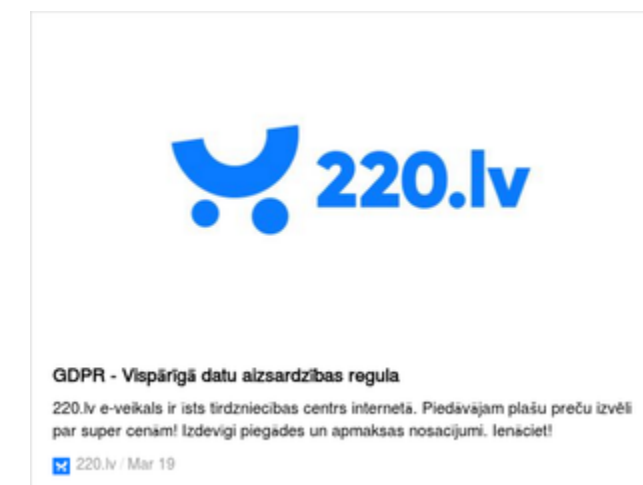 220.lv
GDPR - Vispārīgā datu aizsardzības regula
220.lv e-veikals ir īsts tirdzniecības centrs internetā. Piedāvājam plašu preču izvēli
par super cenām! Izdevīgi piegādes un apmaksas nosacījumi. Ienāciet!
220.lv / Mar 19